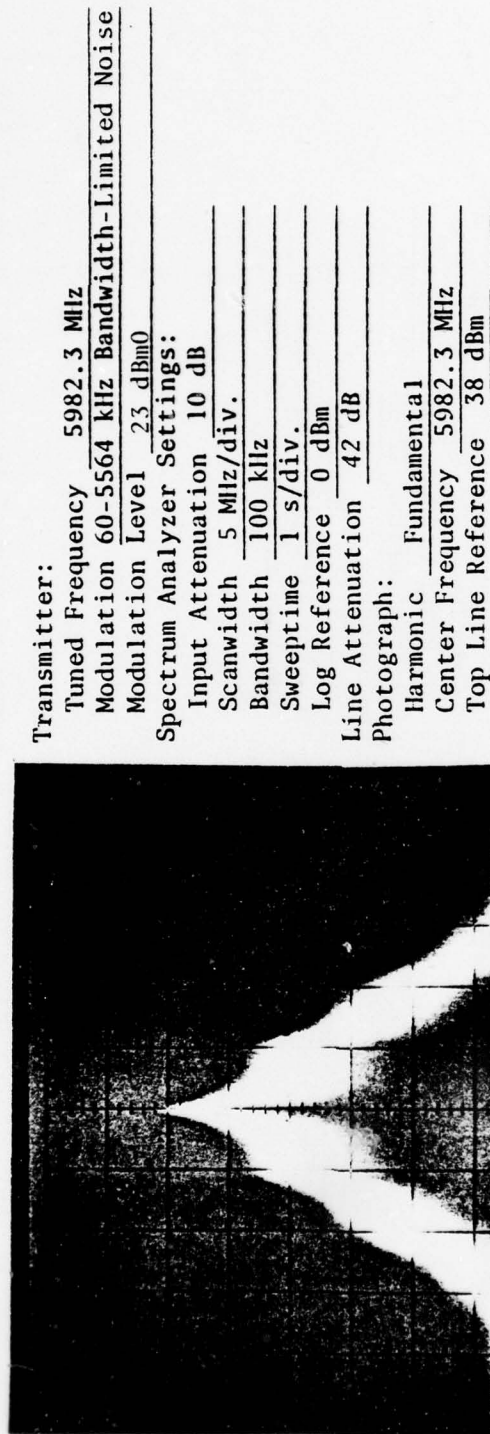 Transmitter:
Tuned Frequency 5982.3 MHz
Modulation 60-5564 kHz Bandwidth-Limited Noise
Modulation Level 23 dBm0
Spectrum Analyzer Settings:
Input Attenuation 10 dB
Scanwidth 5 MHz/div.
Bandwidth 100 kHz
Sweeptime 1 s/div.
Log Reference 0 dBm
Line Attenuation 42 dB
Photograph:
Harmonic Fundamental
Center Frequency 5982.3 MHz
Top Line Reference 38 dBm